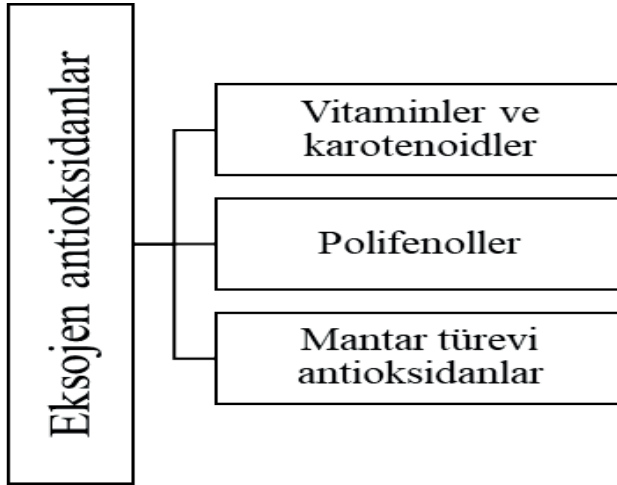 Eksojen antioksidanlar
Vitaminler ve
karotenoidler
Polifenoller
Mantar türevi
antioksidanlar